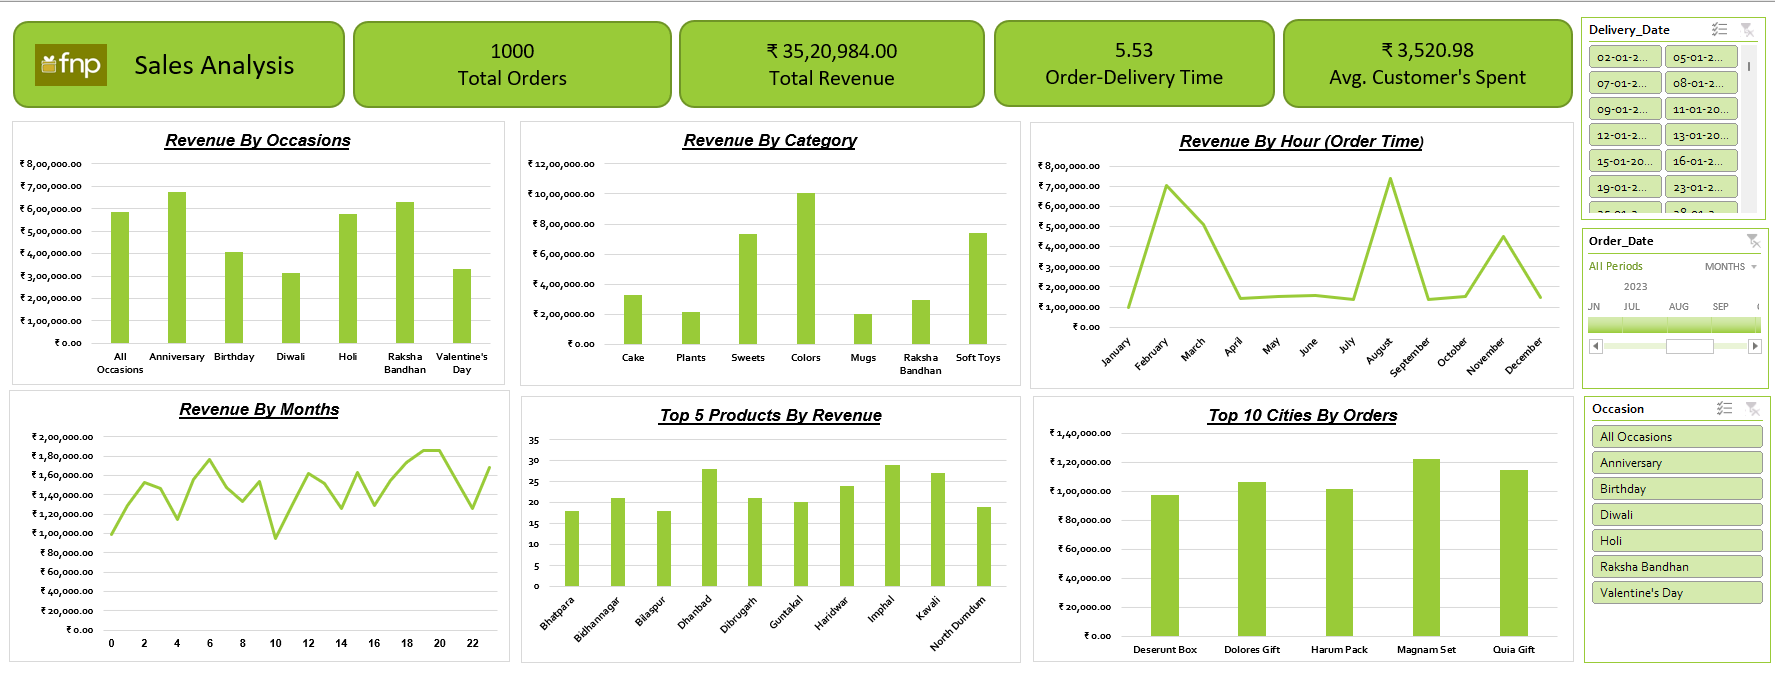 fnp
Sales Analysis
1000
Total Orders
₹ 35,20,984.00
Total Revenue
5.53
Order-Delivery Time
₹ 3,520.98
Avg. Customer's Spent
Delivery_Date
02-01-2... 05-01-2...
07-01-2... 08-01-2...
09-01-2... 11-01-20...
12-01-2... 13-01-20...
15-01-20... 16-01-2...
19-01-2... 23-01-2...
Revenue By Occasions
₹ 8,00,000.00
₹ 7,00,000.00
₹ 6,00,000.00
₹ 5,00,000.00
₹ 4,00,000.00
₹ 3,00,000.00
₹ 2,00,000.00
₹ 1,00,000.00
₹ 0.00
All Occasions Anniversary Birthday Diwali Holi Raksha Bandhan Valentine's Day
Revenue By Category
₹ 12,00,000.00
₹ 10,00,000.00
₹ 8,00,000.00
₹ 6,00,000.00
₹ 4,00,000.00
₹ 2,00,000.00
₹ 0.00
Cake Plants Sweets Colors Mugs Raksha Bandhan Soft Toys
Revenue By Hour (Order Time)
₹ 8,00,000.00
₹ 7,00,000.00
₹ 6,00,000.00
₹ 5,00,000.00
₹ 4,00,000.00
₹ 3,00,000.00
₹ 2,00,000.00
₹ 1,00,000.00
₹ 0.00
January February March April May June July August September October November December
Order_Date
All Periods MONTHS
2023
UN JUL AUG SEP
Revenue By Months
₹ 2,00,000.00
₹ 1,80,000.00
₹ 1,60,000.00
₹ 1,40,000.00
₹ 1,20,000.00
₹ 1,00,000.00
₹ 80,000.00
₹ 60,000.00
₹ 40,000.00
₹ 20,000.00
₹ 0.00
0 2 4 6 8 10 12 14 16 18 20 22
Top 5 Products By Revenue
35
30
25
20
15
10
5
0
Bhatpara Bidhannagar Bilaspur Dhanbad Dibrugarh Guntakal Haridwar Imphal Kavali North Dumdum
Top 10 Cities By Orders
₹ 1,40,000.00
₹ 1,20,000.00
₹ 1,00,000.00
₹ 80,000.00
₹ 60,000.00
₹ 40,000.00
₹ 20,000.00
₹ 0.00
Deserunt Box Dolores Gift Harum Pack Magnam Set Quia Gift
Occasion
All Occasions
Anniversary
Birthday
Diwali
Holi
Raksha Bandhan
Valentine's Day